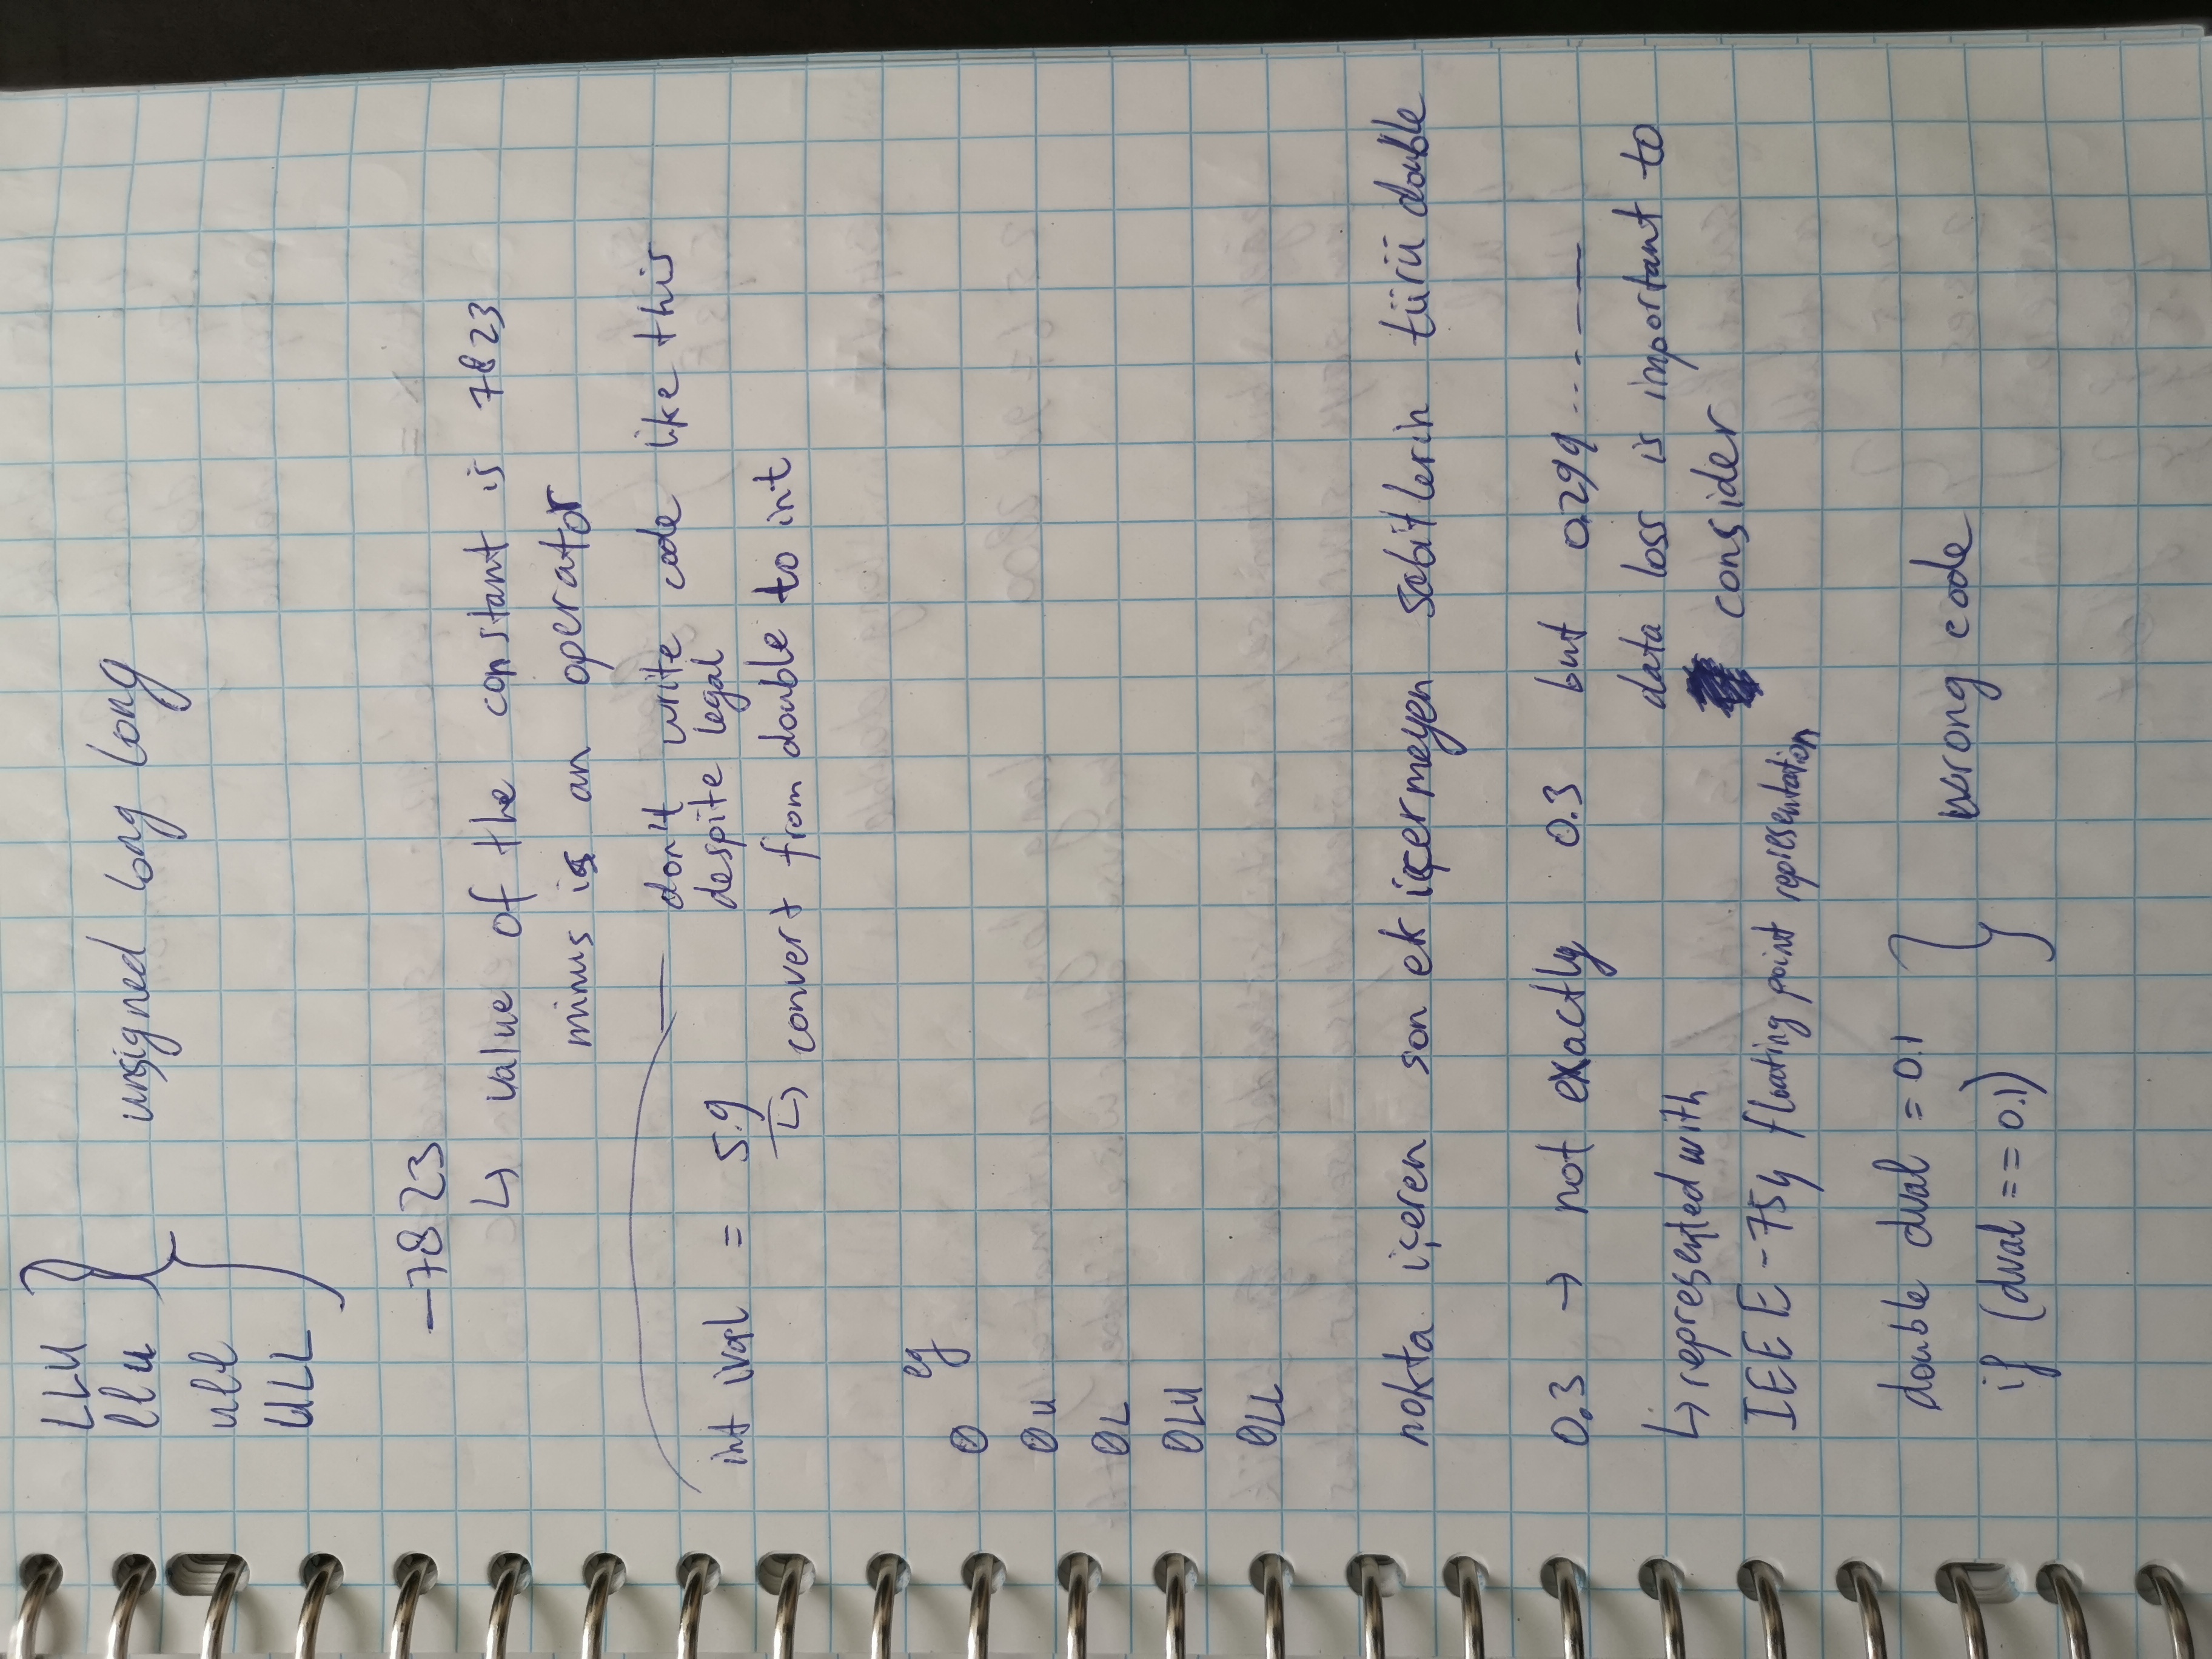 LLU
llu
unsigned long long
ull
ULL
-7823
↳ value of the constant is 7823
minus is an operator
don't write code like this
despite legal
int ival = 5.9
↳ convert from double to int
eg
0
0u
0L
0LU
0LL
nokta içeren son ek içermeyen sabitlerin türü double
0.3 → not exactly 0.3 but 0.299...
data loss is important to
consider
↳ represented with
IEEE-754 floating point representation
double dval = 0.1
if (dval == 0.1)
wrong code